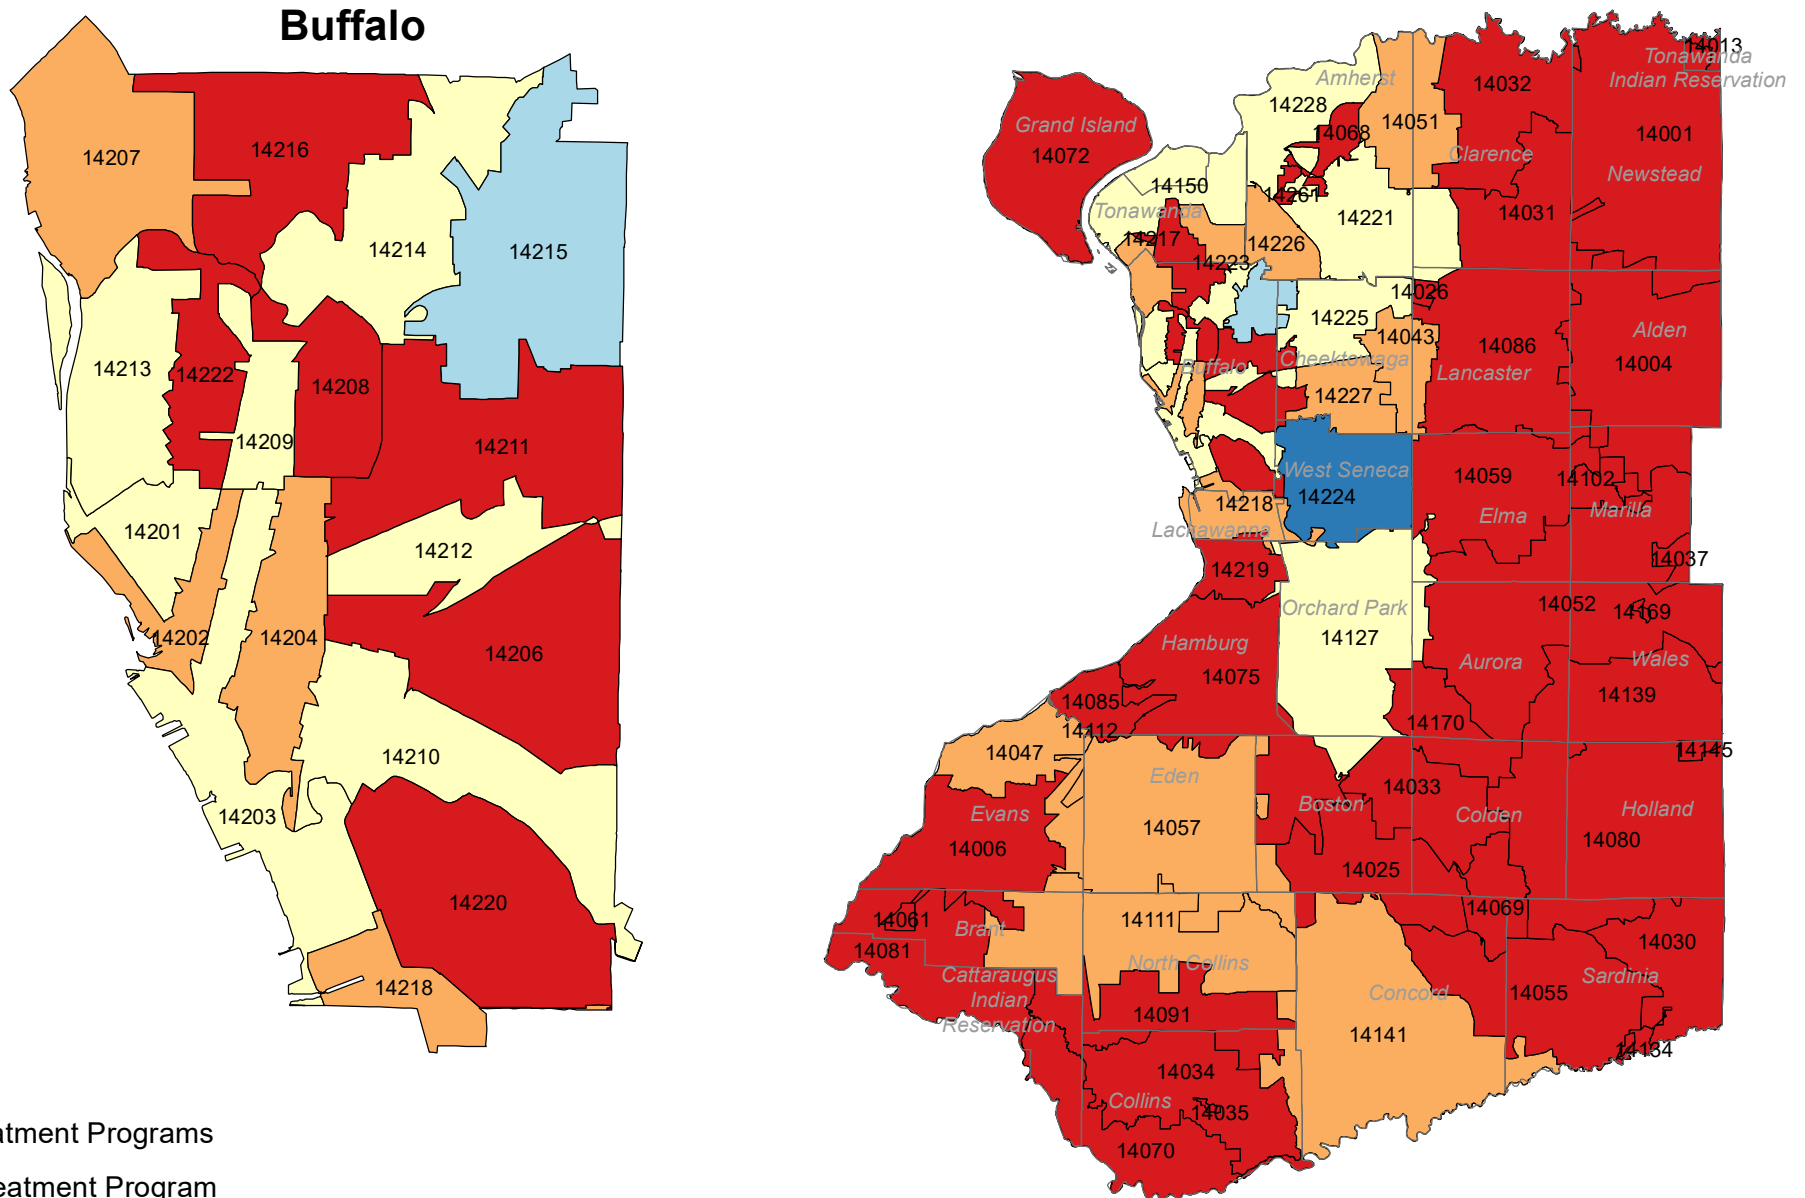 Buffalo
14207
14216
14214
14215
14213
14222
14208
14209
14211
14201
14212
14202
14204
14206
14210
14203
14220
14218
atment Programs
eatment Program
14013
Tonawanda
Indian Reservation
Amherst
14032
14228
14051
14068
14001
Grand Island
14072
Clarence
Newstead
14150
14261
Tonawanda
14221
14031
14217
14226
14223
14026
14225
Alden
14043
14086
14004
Buffalo
Cheektowaga
Lancaster
14227
West Seneca
14059
14102
14224
14218
Elma
Marilla
Lackawanna
14037
14219
14052
14169
Orchard Park
14127
Hamburg
Aurora
Wales
14075
14139
14085
14170
14112
14047
14145
Eden
14033
Evans
Boston
Colden
Holland
14057
14006
14080
14025
14061
14111
14069
Brant
14030
14081
North Collins
Cattaraugus
Indian
Reservation
Sardinia
Concord
14055
14091
14141
14134
14034
Collins
14035
14070